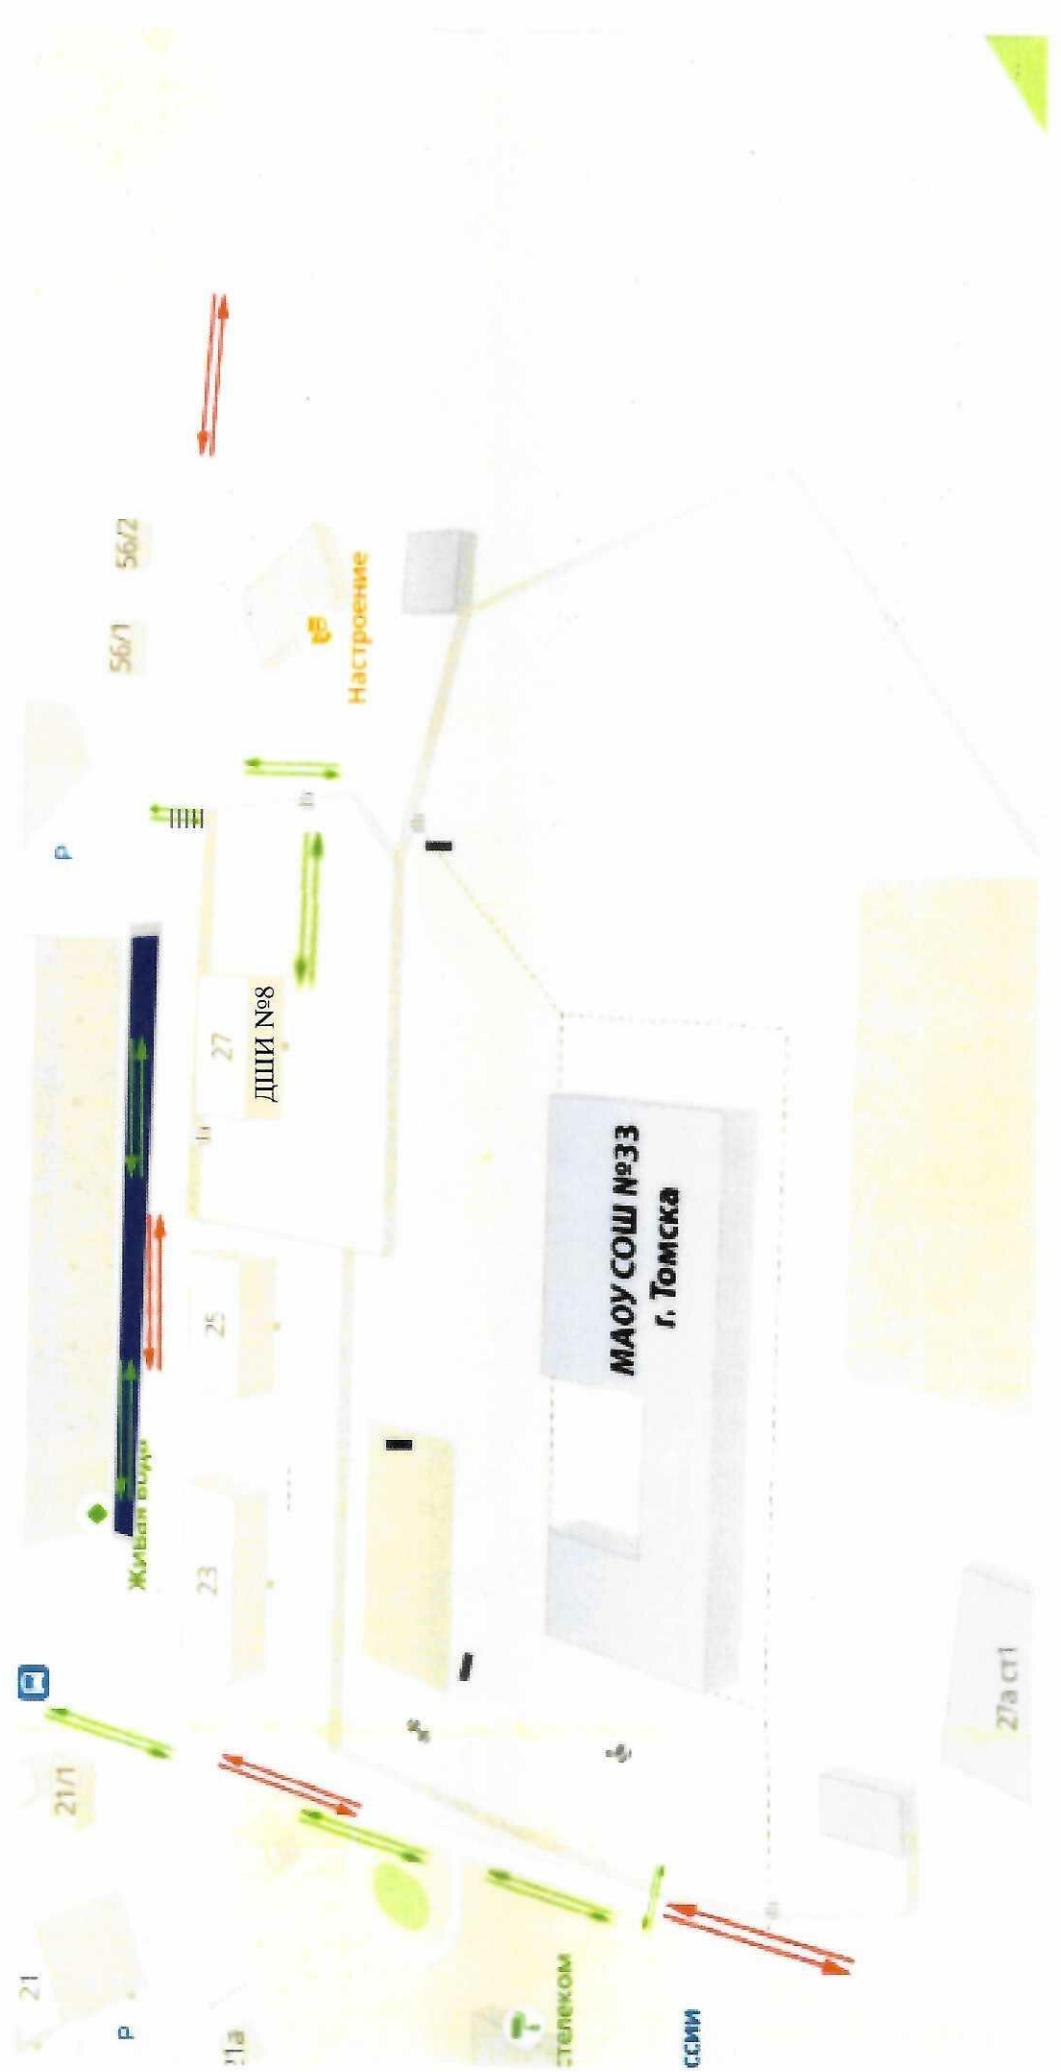 56/2
56/1
Настроение
P
27
ДШИ №8
МАОУ СОШ №33
г. Томска
25
Живая вода
23
27а ст1
21/1
21
P
21а
стелеком
ссии